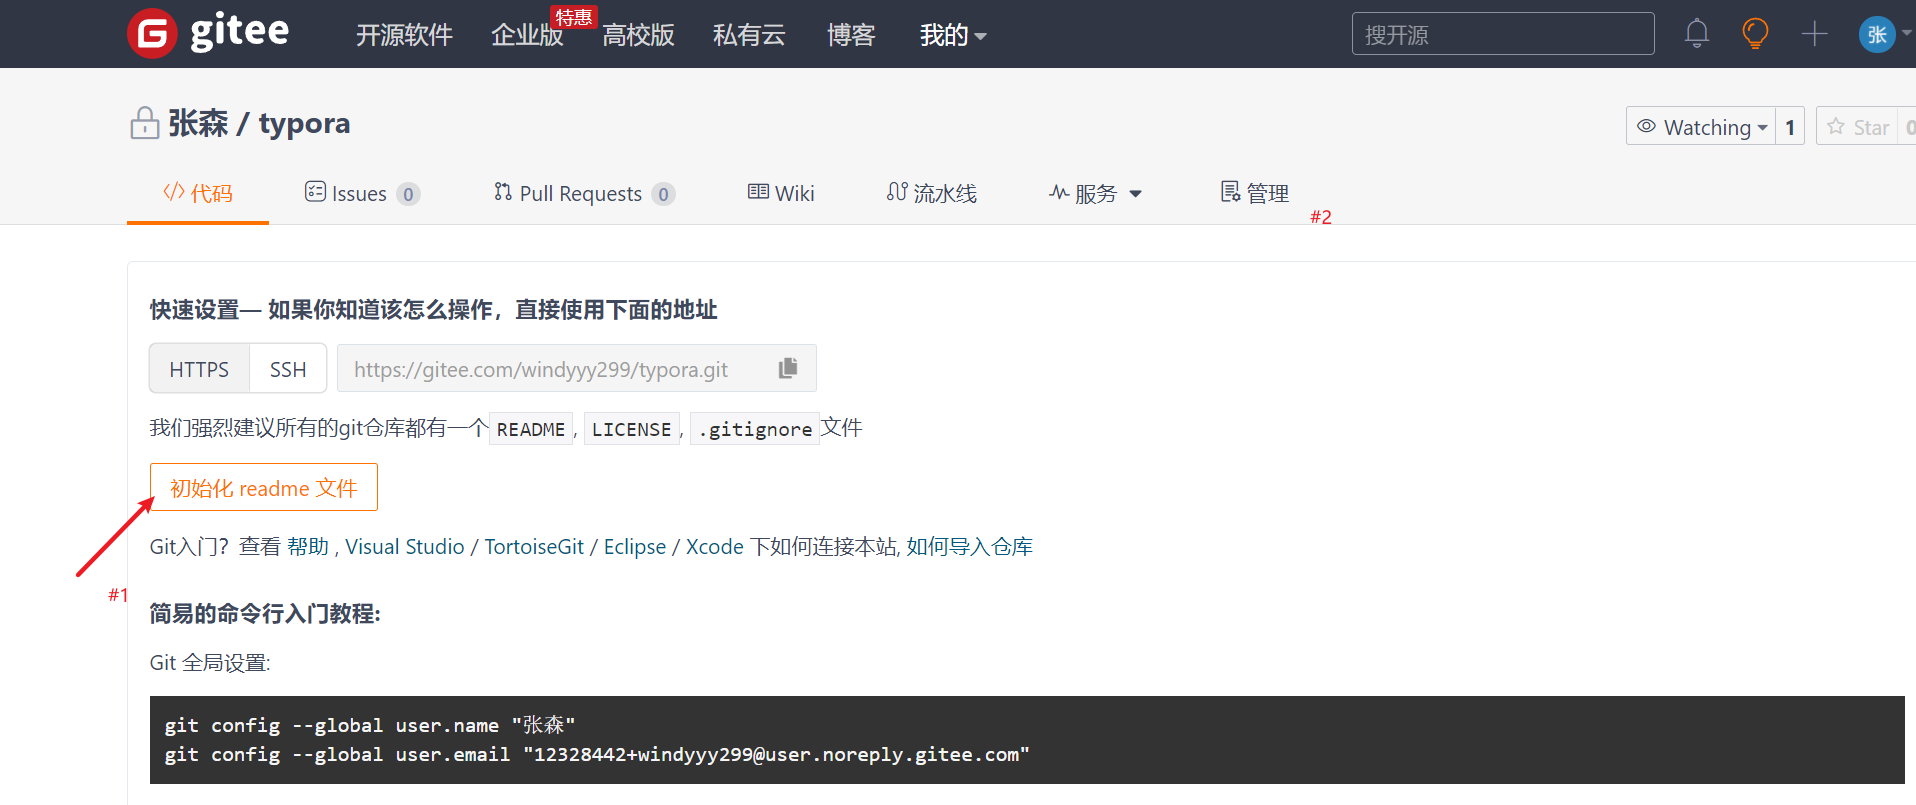 gitee 开源软件 企业版 特惠 高校版 私有云 博客 我的 搜开源 张
张森 / typora Watching 1 Star 0
代码 Issues 0 Pull Requests 0 Wiki 流水线 服务 管理
#2
快速设置— 如果你知道该怎么操作，直接使用下面的地址
HTTPS SSH https://gitee.com/windyyy299/typora.git
我们强烈建议所有的git仓库都有一个 README, LICENSE, .gitignore 文件
初始化 readme 文件
Git入门？查看 帮助 , Visual Studio / TortoiseGit / Eclipse / Xcode 下如何连接本站, 如何导入仓库
#1
简易的命令行入门教程:
Git 全局设置:
git config --global user.name "张森"
git config --global user.email "12328442+windyyy299@user.noreply.gitee.com"